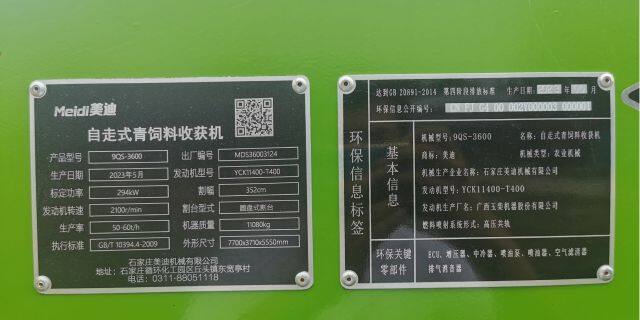 Meidi美迪
自走式青饲料收获机
产品型号 9QS-3600 出厂编号 MDS36003124
生产日期 2023年5月 发动机型号 YCK11400-T400
标定功率 294kW 割幅 352cm
发动机转速 2100r/min 割台型式 圆盘式割台
生产率 50-60t/h 机器质量 11080kg
执行标准 GB/T 10394.4-2009 外形尺寸 7700x3710x5550mm
石家庄美迪机械有限公司
地址：石家庄循环化工园区丘头镇东宽亭村
电话：0311-88051118
环保信息标签
达到GB 20891-2014 第四阶段排放标准 生产日期： 年 月
环保信息公开编号： CN FJ G4 00
基本信息
机械型号：9QS-3600 名称：自走式青饲料收获机
商标：美迪 机械类型：农业机械
机械生产企业名称：石家庄美迪机械有限公司
发动机型号：YCK11400-T400
发动机生产厂名称：广西玉柴机器股份有限公司
燃料喷射系统形式：高压共轨
环保关键零部件
ECU、增压器、中冷器、喷油泵、喷油器、空气滤清器
排气消音器